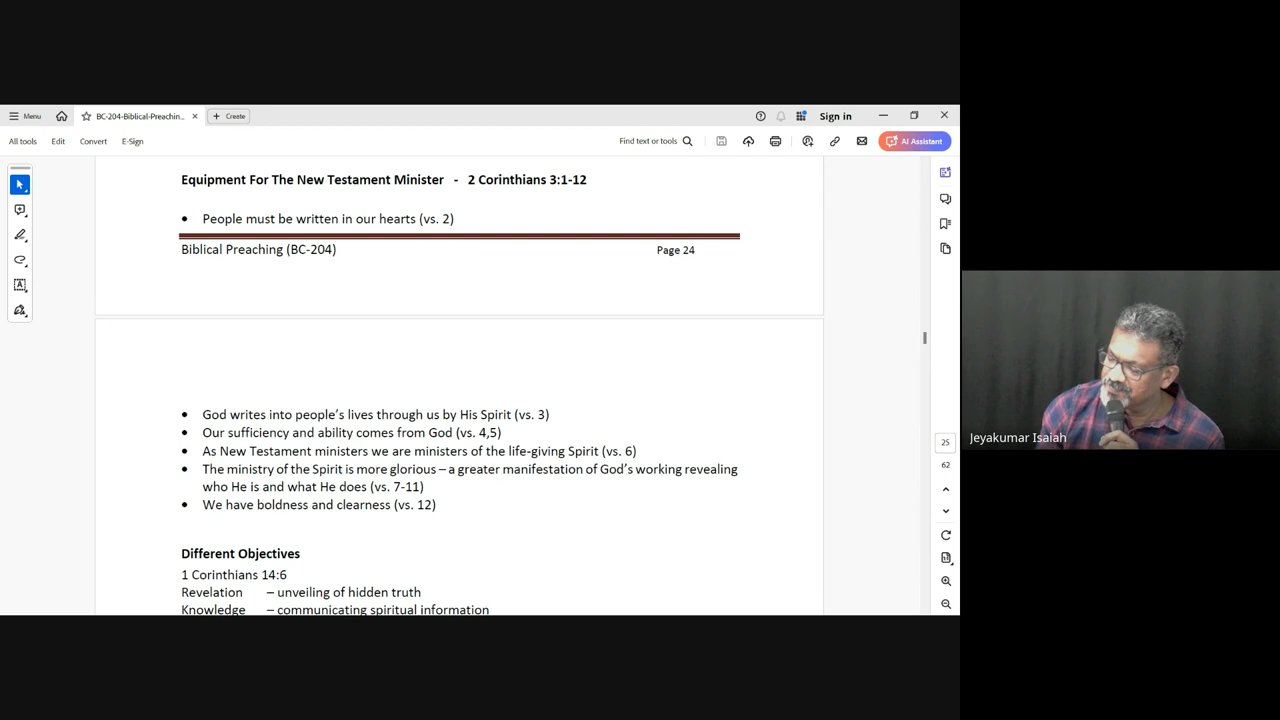 Menu
BC-204-Biblical-Preachin...
Create
Sign in
All tools
Edit
Convert
E-Sign
Find text or tools
AI Assistant
Equipment For The New Testament Minister - 2 Corinthians 3:1-12
• People must be written in our hearts (vs. 2)
Biblical Preaching (BC-204) Page 24
• God writes into people’s lives through us by His Spirit (vs. 3)
• Our sufficiency and ability comes from God (vs. 4,5)
• As New Testament ministers we are ministers of the life-giving Spirit (vs. 6)
• The ministry of the Spirit is more glorious – a greater manifestation of God’s working revealing
who He is and what He does (vs. 7-11)
• We have boldness and clearness (vs. 12)
Different Objectives
1 Corinthians 14:6
Revelation – unveiling of hidden truth
Knowledge – communicating spiritual information
25
62
Jeyakumar Isaiah